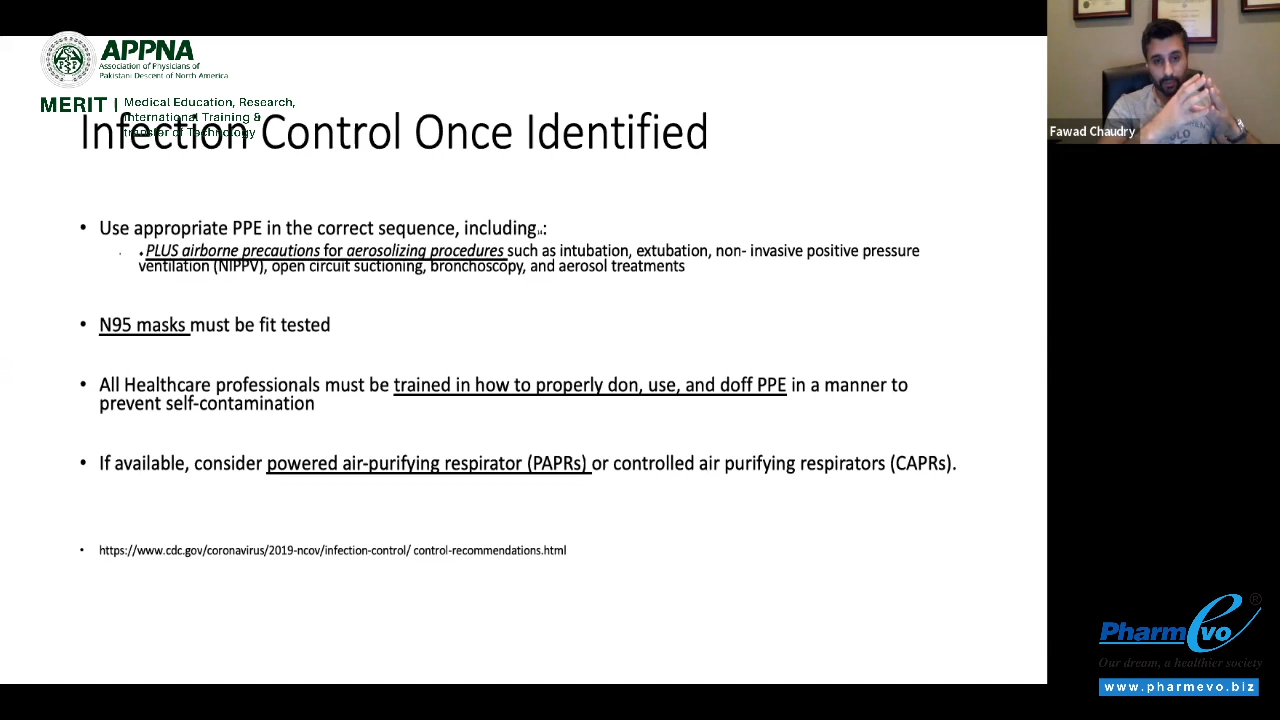 APPNA
Association of Physicians of
Pakistani Descent of North America
MERIT | Medical Education, Research,
International Training &
transfer of Technology
Infection Control Once Identified
• Use appropriate PPE in the correct sequence, including:
• PLUS airborne precautions for aerosolizing procedures such as intubation, extubation, non- invasive positive pressure
ventilation (NIPPV), open circuit suctioning, bronchoscopy, and aerosol treatments
• N95 masks must be fit tested
• All Healthcare professionals must be trained in how to properly don, use, and doff PPE in a manner to
prevent self-contamination
• If available, consider powered air-purifying respirator (PAPRs) or controlled air purifying respirators (CAPRs).
• https://www.cdc.gov/coronavirus/2019-ncov/infection-control/ control-recommendations.html
Fawad Chaudry
PharmEvo ®
Our dream, a healthier society
www.pharmevo.biz